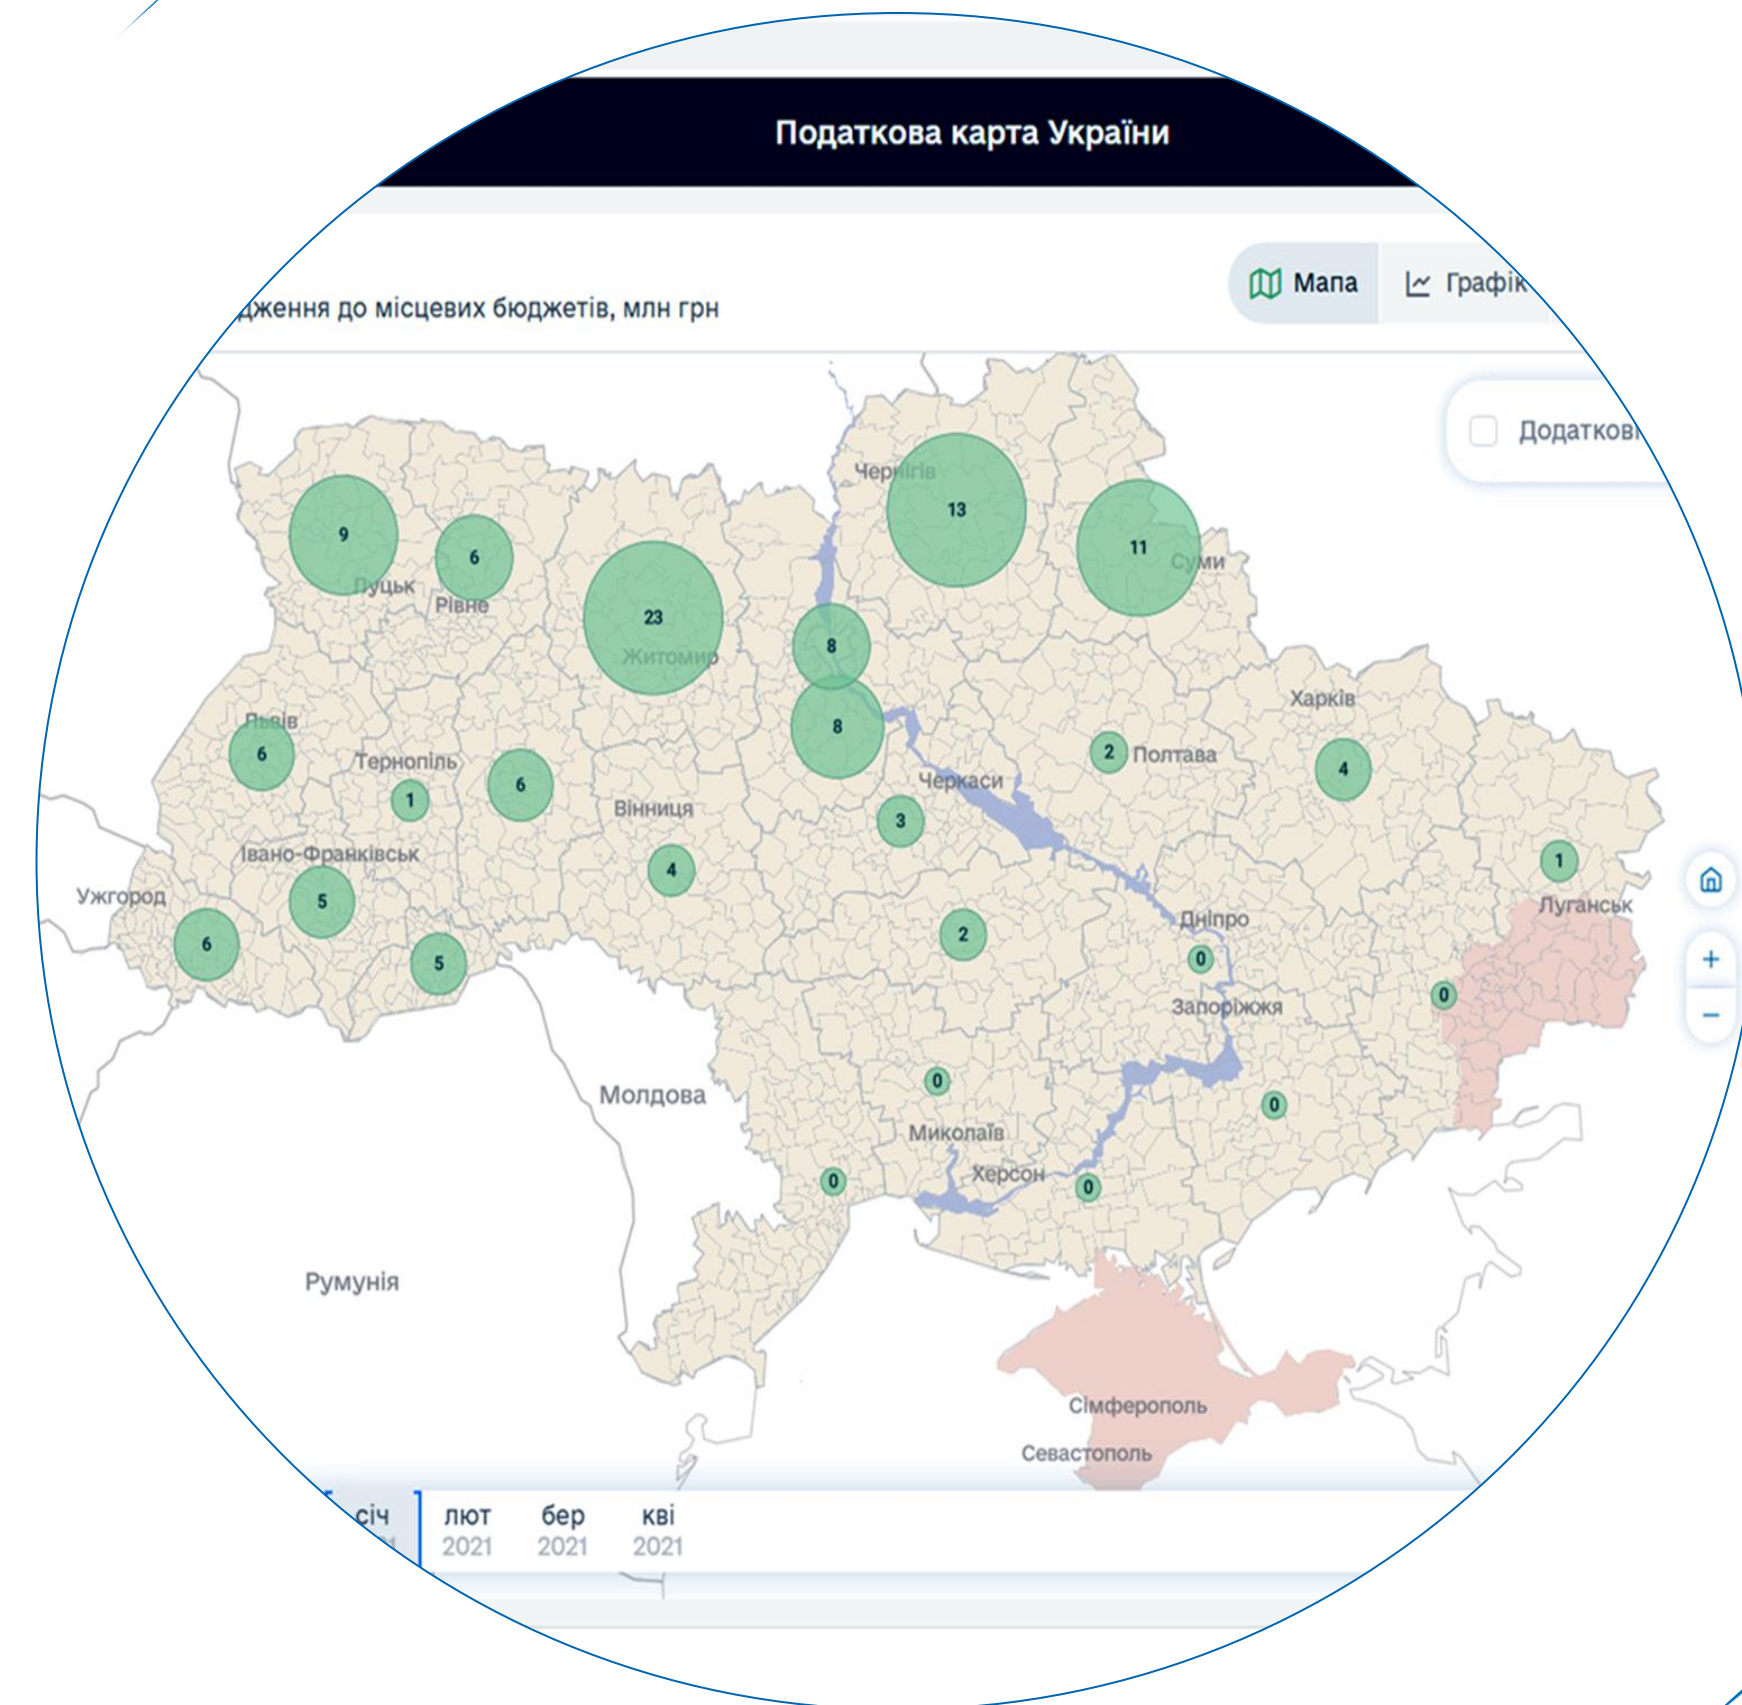 Податкова карта України
Мапа
Графік
дження до місцевих бюджетів, млн грн
Додаткові
Чернігів
13
9
6
11
Суми
Луцьк
Рівне
23
Житомир
8
Харків
Львів
8
6
Тернопіль
2
Полтава
4
6
Черкаси
1
Вінниця
3
Івано-Франківськ
4
1
Ужгород
5
Луганськ
6
2
Дніпро
5
0
0
Запоріжжя
0
Молдова
0
Миколаїв
Херсон
0
0
Румунія
Сімферополь
Севастополь
січ
лют
бер
кві
2021
2021
2021